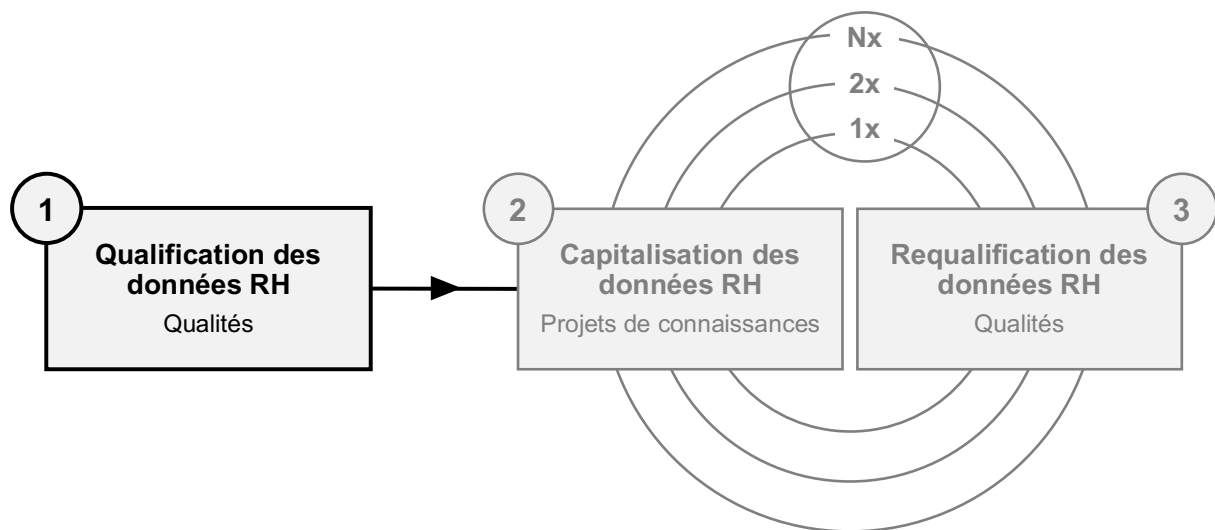 Nx
2x
1x
1
Qualification des
données RH
Qualités
2
Capitalisation des
données RH
Projets de connaissances
3
Requalification des
données RH
Qualités